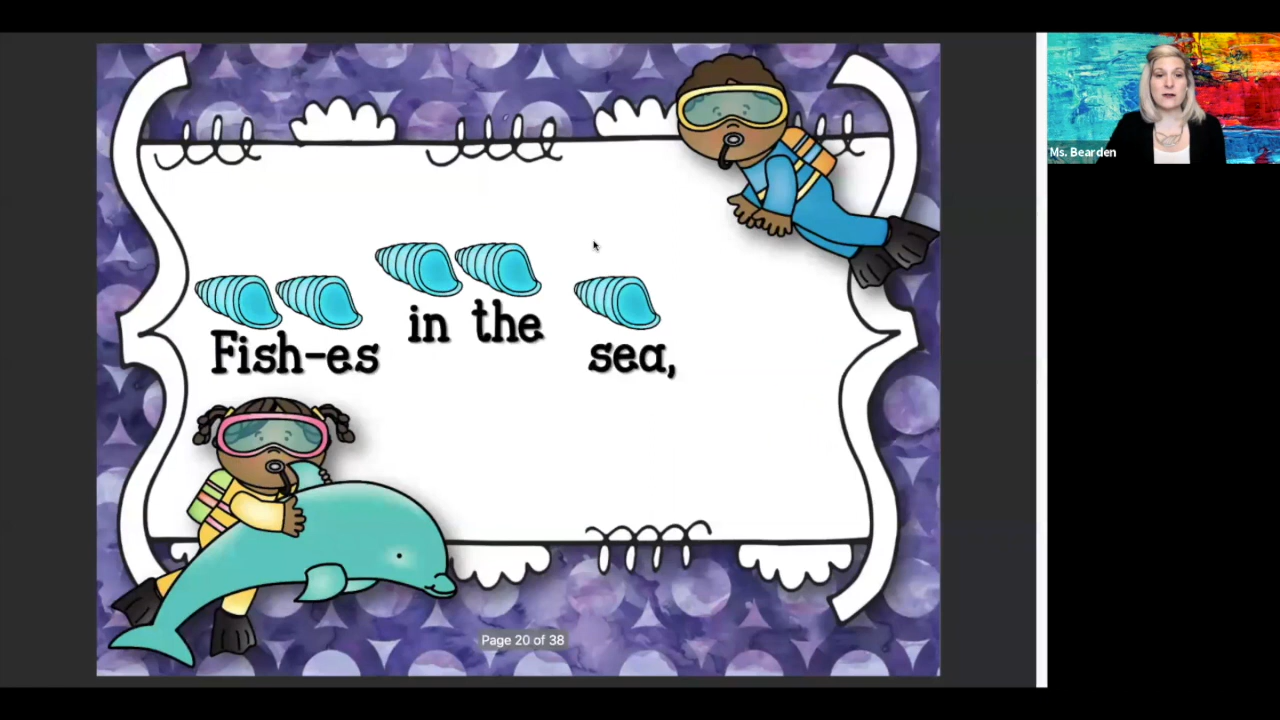 Ms. Bearden
Fish-es in the sea,
Page 20 of 38